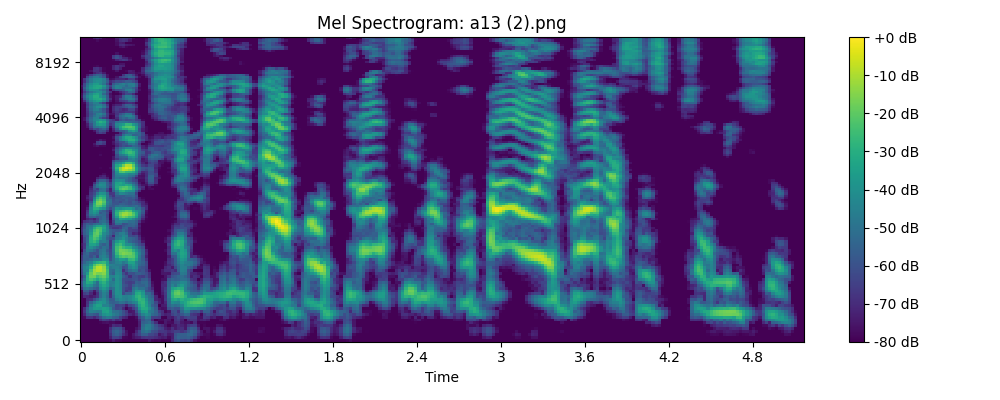 Mel Spectrogram: a13 (2).png
8192
4096
2048
1024
512
0
Hz
0 0.6 1.2 1.8 2.4 3 3.6 4.2 4.8
Time
+0 dB
-10 dB
-20 dB
-30 dB
-40 dB
-50 dB
-60 dB
-70 dB
-80 dB